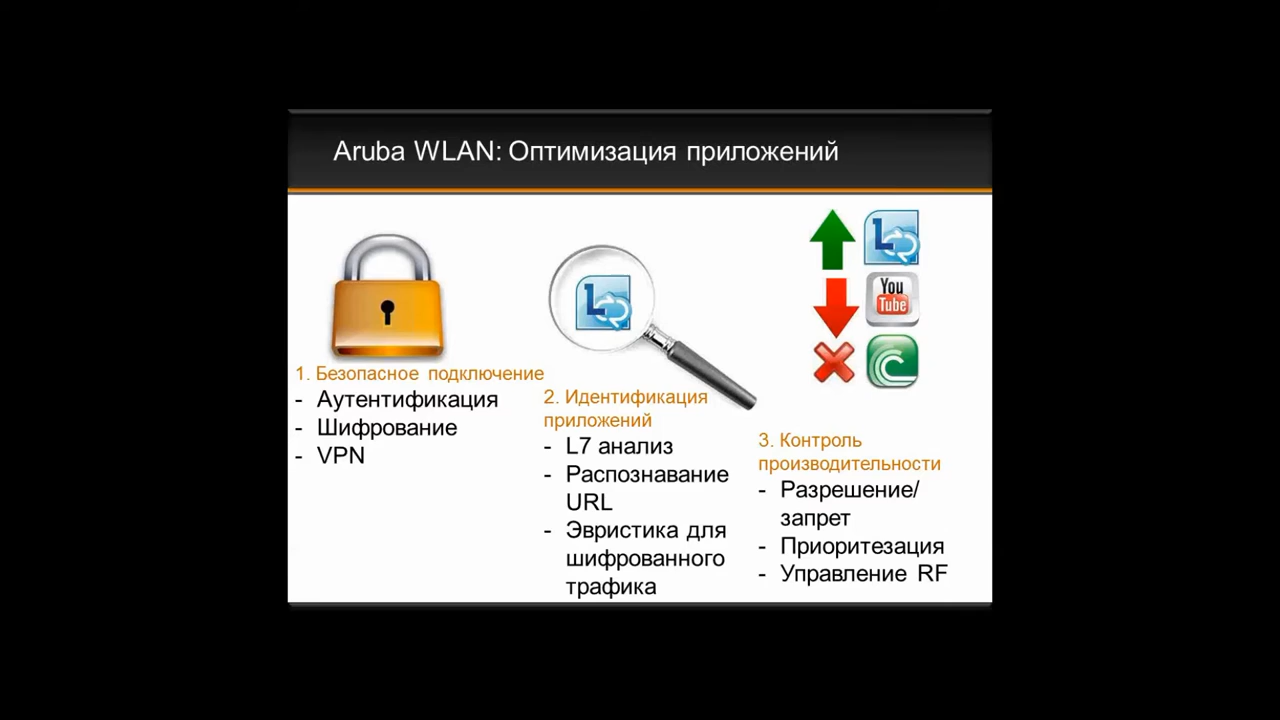 Aruba WLAN: Оптимизация приложений
1. Безопасное подключение
- Аутентификация
- Шифрование
- VPN
2. Идентификация
приложений
- L7 анализ
- Распознавание
URL
- Эвристика для
шифрованного
трафика
You
Tube
3. Контроль
производительности
- Разрешение/
запрет
- Приоритезация
- Управление RF